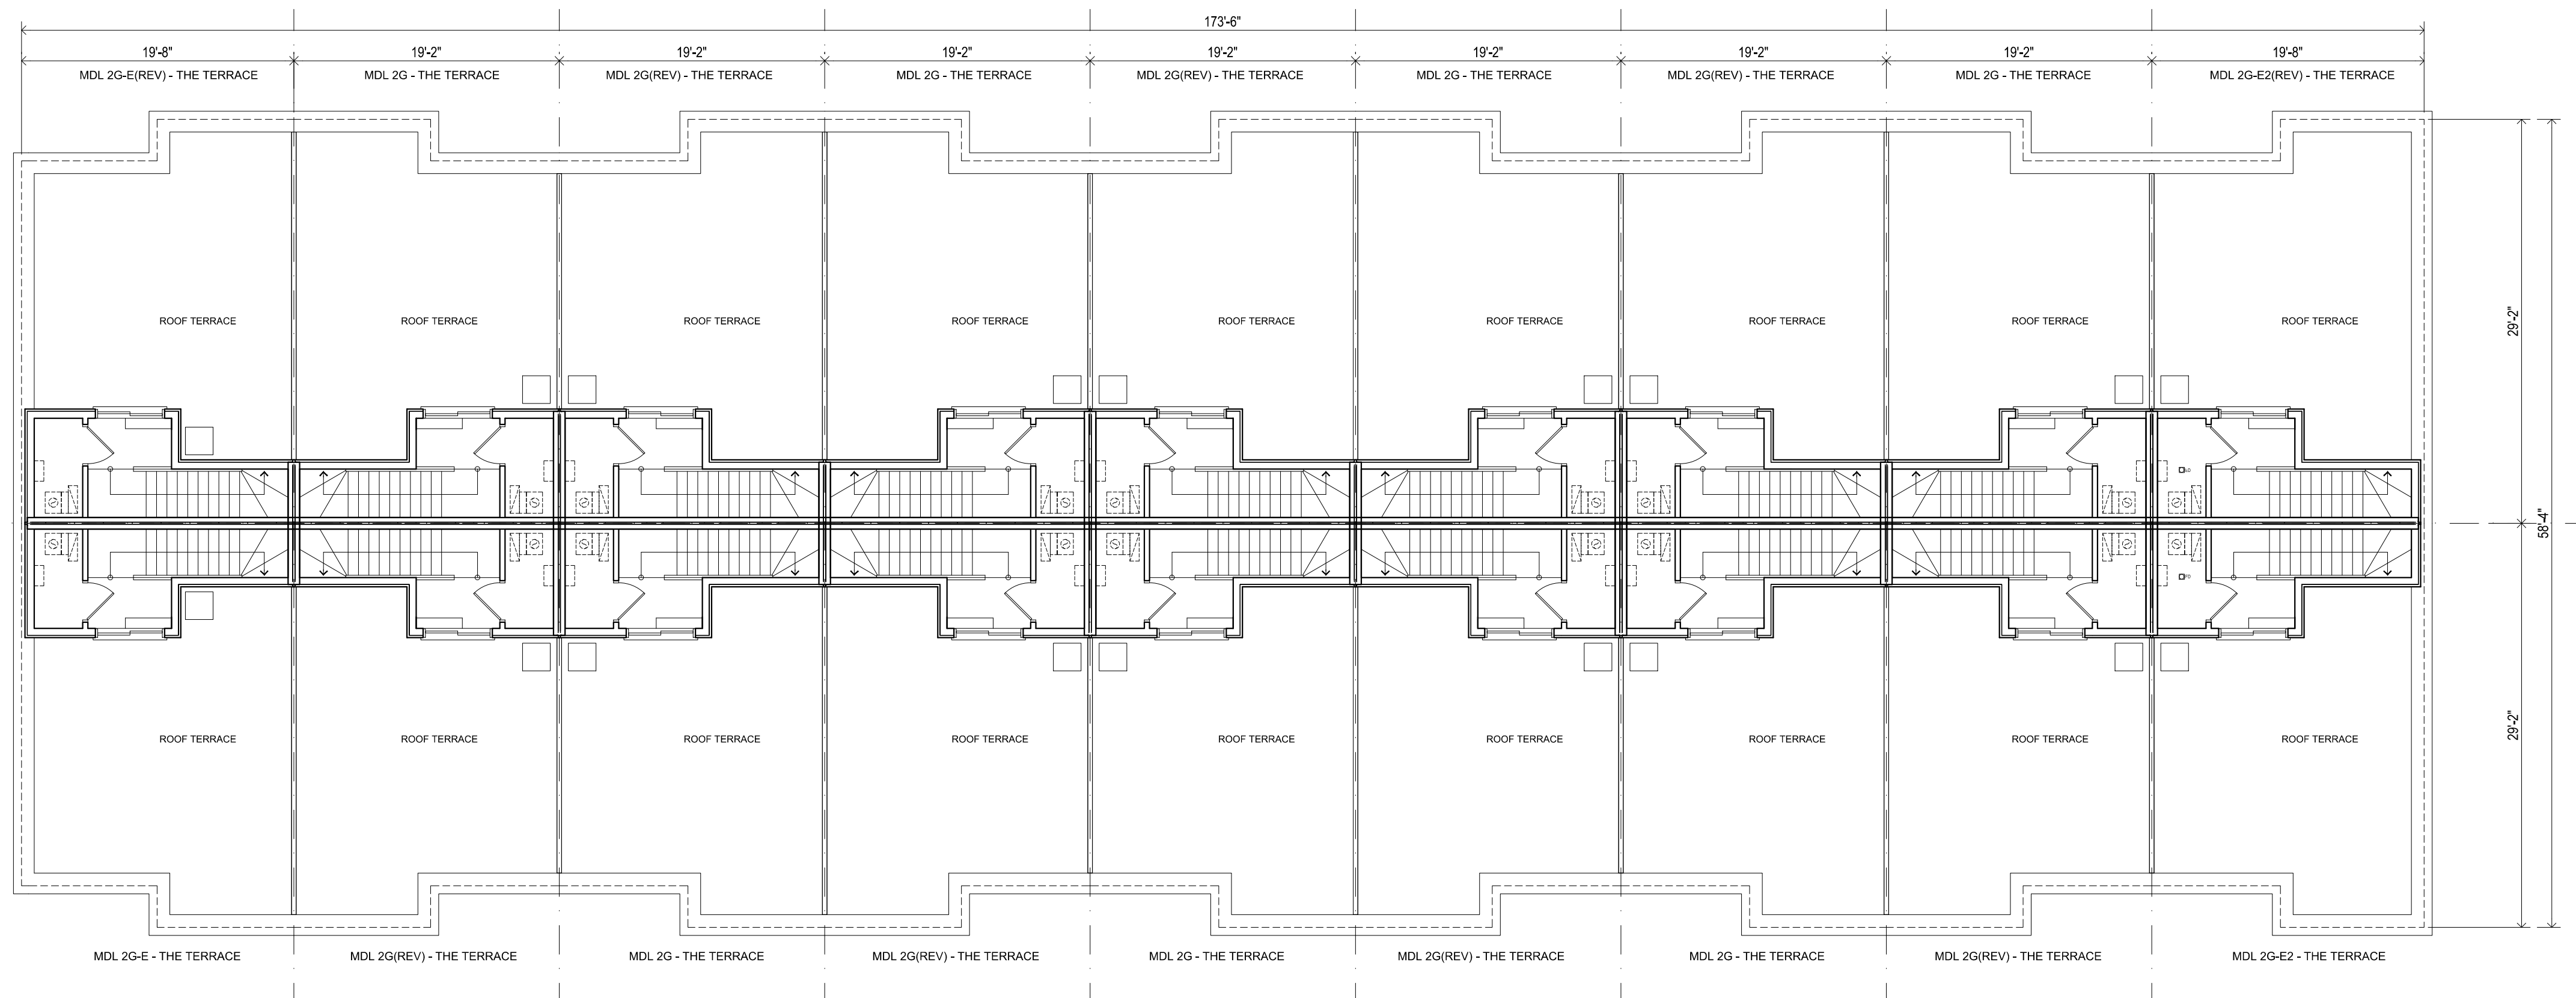 173'-6"
19'-8"
19'-2"
19'-2"
19'-2"
19'-2"
19'-2"
19'-2"
19'-2"
19'-8"
MDL 2G-E(REV) - THE TERRACE
MDL 2G - THE TERRACE
MDL 2G(REV) - THE TERRACE
MDL 2G - THE TERRACE
MDL 2G(REV) - THE TERRACE
MDL 2G - THE TERRACE
MDL 2G(REV) - THE TERRACE
MDL 2G - THE TERRACE
MDL 2G-E2(REV) - THE TERRACE
ROOF TERRACE
ROOF TERRACE
ROOF TERRACE
ROOF TERRACE
ROOF TERRACE
ROOF TERRACE
ROOF TERRACE
ROOF TERRACE
ROOF TERRACE
29'-2"
58'-4"
29'-2"
ROOF TERRACE
ROOF TERRACE
ROOF TERRACE
ROOF TERRACE
ROOF TERRACE
ROOF TERRACE
ROOF TERRACE
ROOF TERRACE
ROOF TERRACE
MDL 2G-E - THE TERRACE
MDL 2G(REV) - THE TERRACE
MDL 2G - THE TERRACE
MDL 2G(REV) - THE TERRACE
MDL 2G - THE TERRACE
MDL 2G(REV) - THE TERRACE
MDL 2G - THE TERRACE
MDL 2G(REV) - THE TERRACE
MDL 2G-E2 - THE TERRACE